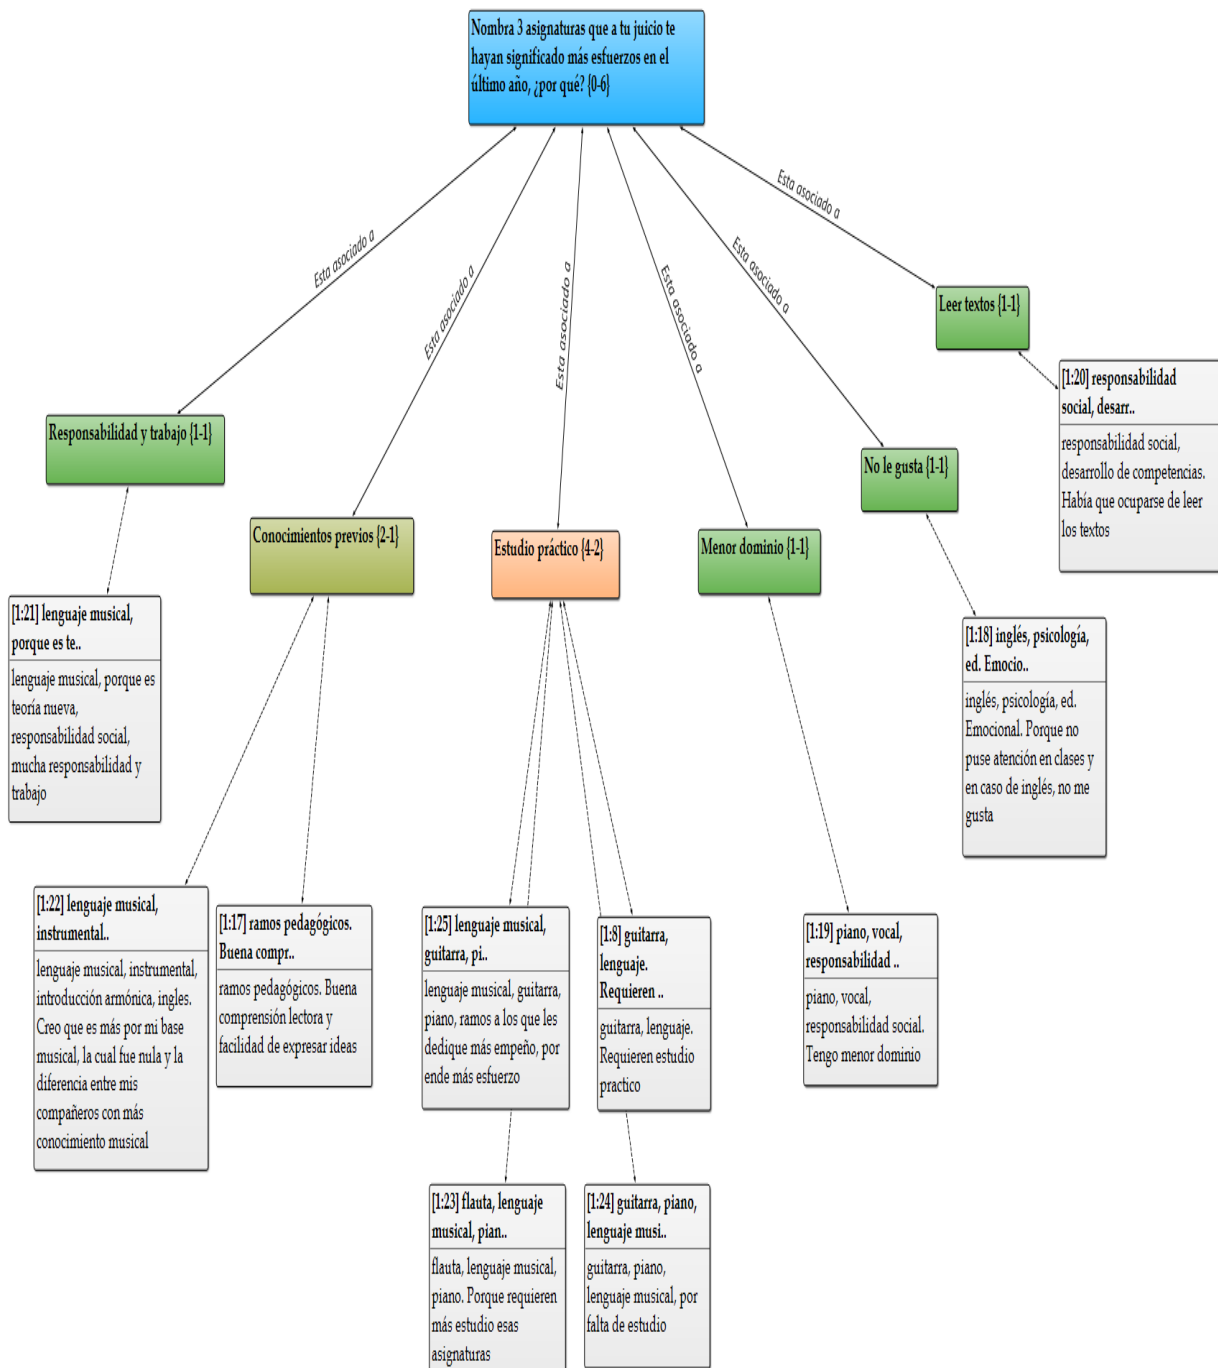 Nombra 3 asignaturas que a tu juicio te
hayan significado más esfuerzos en el
último año, ¿por qué? {0-6}
Esta asociado a
Esta asociado a
Esta asociado a
Esta asociado a
Esta asociado a
Esta asociado a
Leer textos {1-1}
[1:20] responsabilidad
social, desarr..
responsabilidad social,
desarrollo de competencias.
Había que ocuparse de leer
los textos
Responsabilidad y trabajo {1-1}
No le gusta {1-1}
Conocimientos previos {2-1}
Estudio práctico {4-2}
Menor dominio {1-1}
[1:21] lenguaje musical,
porque es te..
lenguaje musical, porque es
teoría nueva,
responsabilidad social,
mucha responsabilidad y
trabajo
[1:18] inglés, psicología,
ed. Emocio..
inglés, psicología, ed.
Emocional. Porque no
puse atención en clases y
en caso de inglés, no me
gusta
[1:22] lenguaje musical,
instrumental..
lenguaje musical, instrumental,
introducción armónica, ingles.
Creo que es más por mi base
musical, la cual fue nula y la
diferencia entre mis
compañeros con más
conocimiento musical
[1:17] ramos pedagógicos.
Buena compr..
ramos pedagógicos. Buena
comprensión lectora y
facilidad de expresar ideas
[1:25] lenguaje musical,
guitarra, pi..
lenguaje musical, guitarra,
piano, ramos a los que les
dedique más empeño, por
ende más esfuerzo
[1:8] guitarra,
lenguaje.
Requieren ..
guitarra, lenguaje.
Requieren estudio
practico
[1:19] piano, vocal,
responsabilidad ..
piano, vocal,
responsabilidad social.
Tengo menor dominio
[1:23] flauta, lenguaje
musical, pian..
flauta, lenguaje musical,
piano. Porque requieren
más estudio esas
asignaturas
[1:24] guitarra, piano,
lenguaje musi..
guitarra, piano,
lenguaje musical, por
falta de estudio